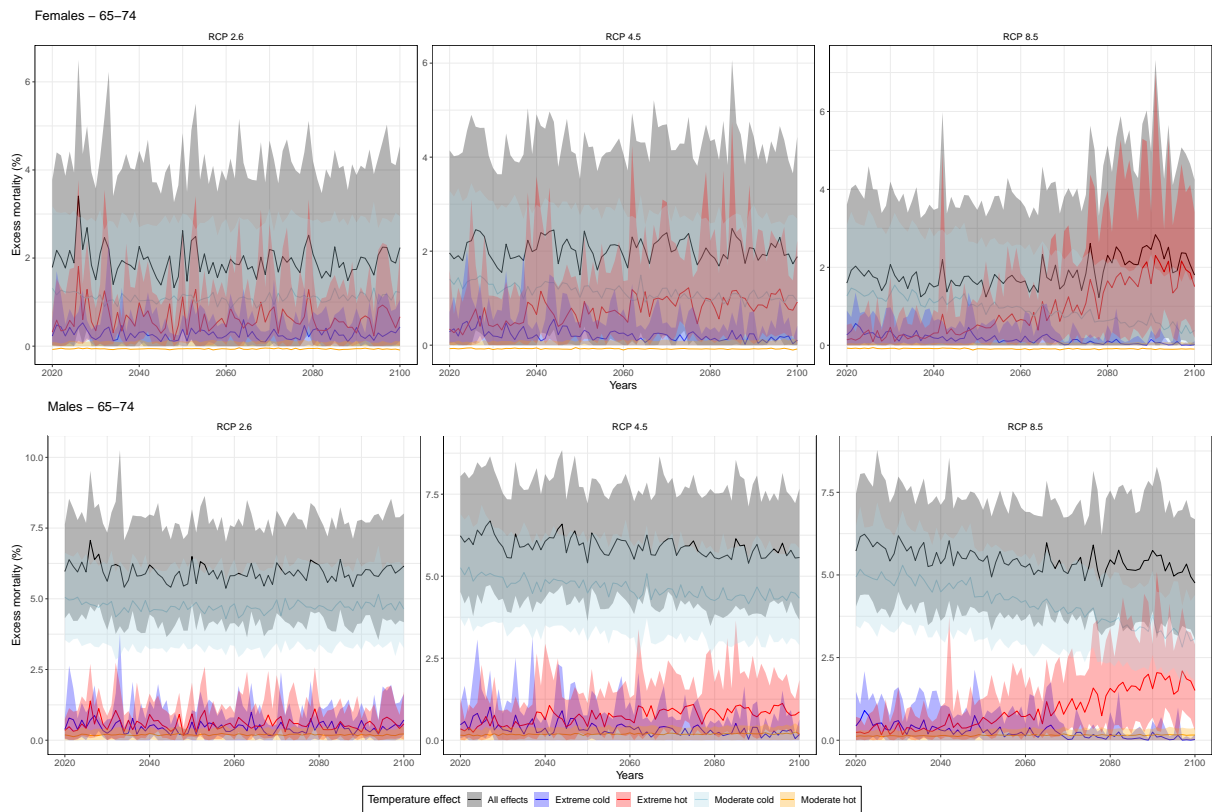 Females – 65–74
RCP 2.6
RCP 4.5
RCP 8.5
Excess mortality (%)
6
4
2
0
6
4
2
0
6
4
2
0
2020 2040 2060 2080 2100
2020 2040 2060 2080 2100
2020 2040 2060 2080 2100
Years
Males – 65–74
RCP 2.6
RCP 4.5
RCP 8.5
Excess mortality (%)
10.0
7.5
5.0
2.5
0.0
7.5
5.0
2.5
0.0
7.5
5.0
2.5
0.0
2020 2040 2060 2080 2100
2020 2040 2060 2080 2100
2020 2040 2060 2080 2100
Years
Temperature effect All effects Extreme cold Extreme hot Moderate cold Moderate hot